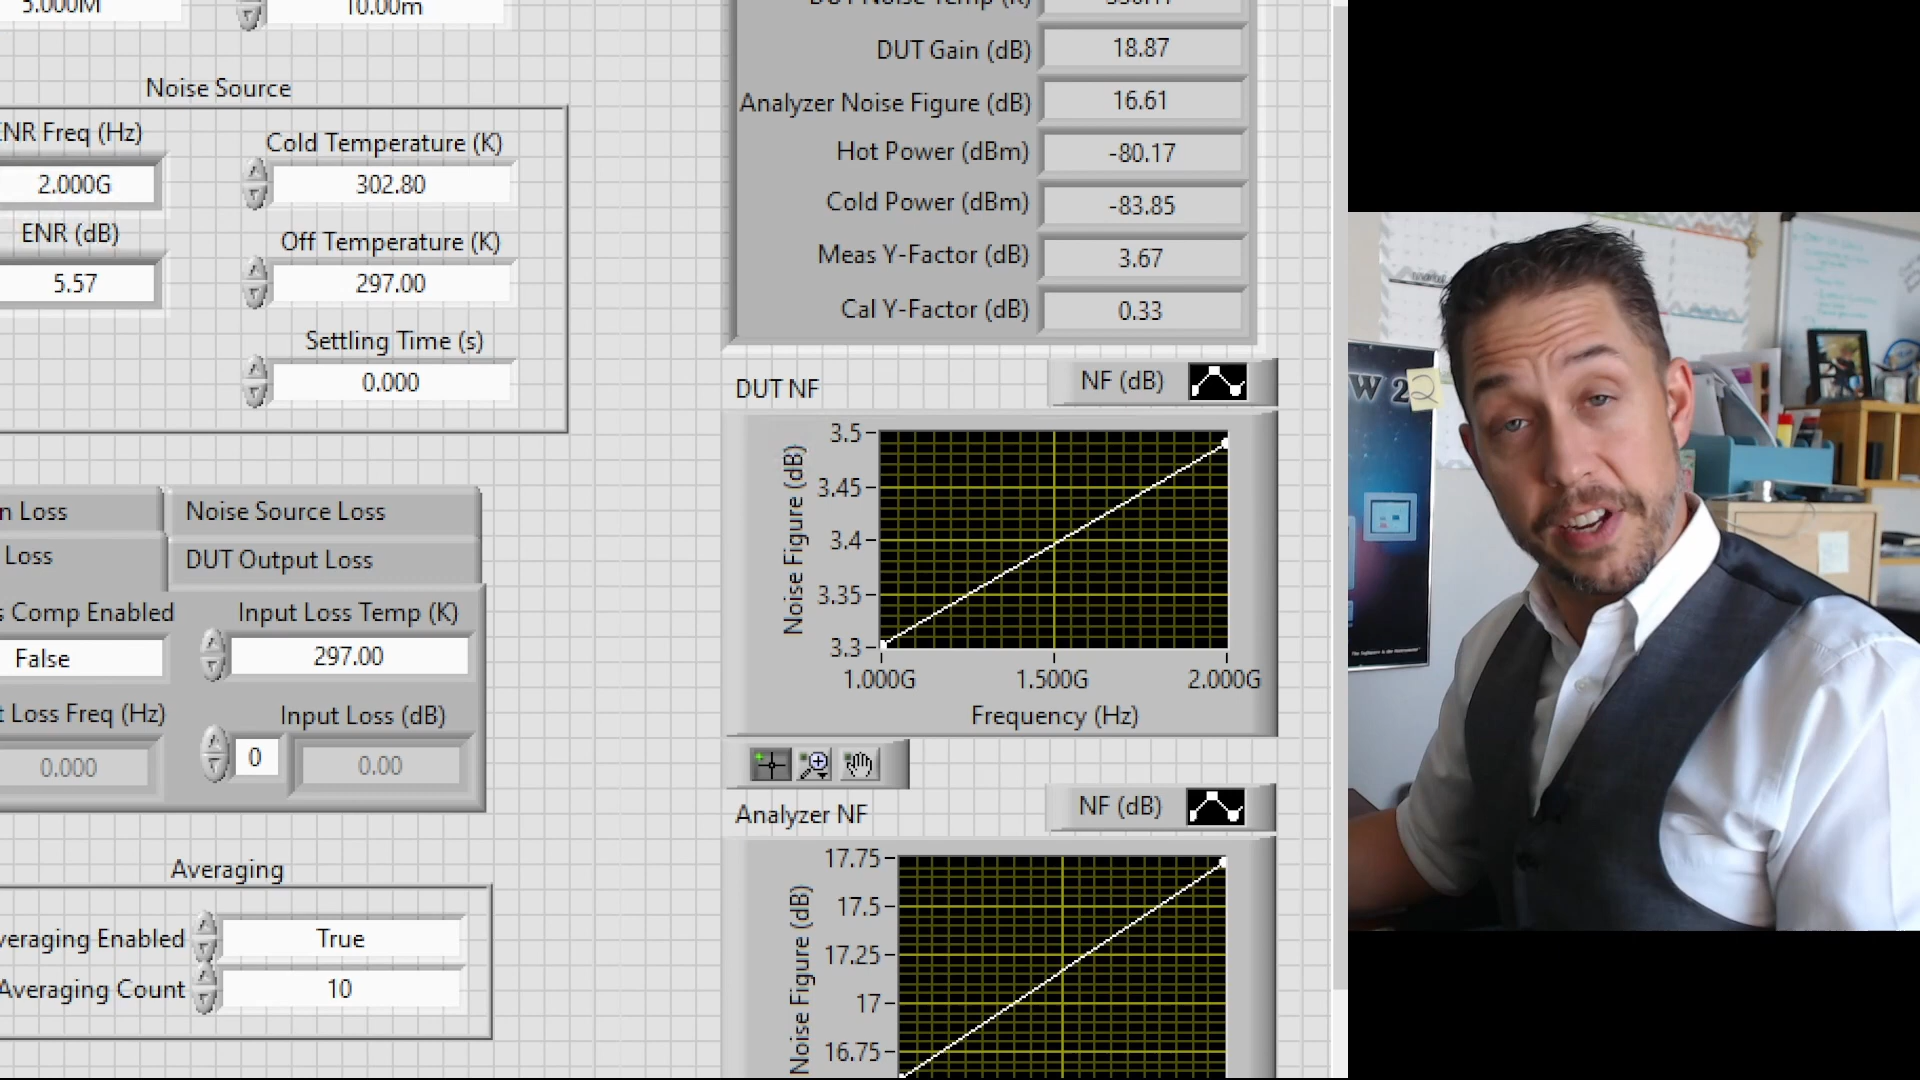 5.000M
10.00m
Noise Source
ENR Freq (Hz)
2.000G
ENR (dB)
5.57
Cold Temperature (K)
302.80
Off Temperature (K)
297.00
Settling Time (s)
0.000
n Loss
Noise Source Loss
Loss
DUT Output Loss
s Comp Enabled
False
Input Loss Temp (K)
297.00
t Loss Freq (Hz)
0.000
Input Loss (dB)
0
0.00
Averaging
veraging Enabled
True
Averaging Count
10
DUT Noise Temp (K)
DUT Gain (dB)
18.87
Analyzer Noise Figure (dB)
16.61
Hot Power (dBm)
-80.17
Cold Power (dBm)
-83.85
Meas Y-Factor (dB)
3.67
Cal Y-Factor (dB)
0.33
DUT NF
NF (dB)
Noise Figure (dB)
3.5
3.45
3.4
3.35
3.3
1.000G
1.500G
2.000G
Frequency (Hz)
Analyzer NF
NF (dB)
Noise Figure (dB)
17.75
17.5
17.25
17
16.75
W 2
2